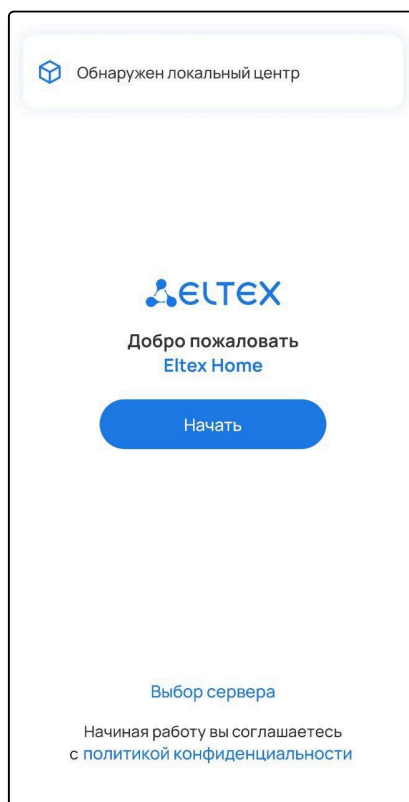 Обнаружен локальный центр
ELTEX
Добро пожаловать
Eltex Home
Начать
Выбор сервера
Начиная работу вы соглашаетесь
с политикой конфиденциальности